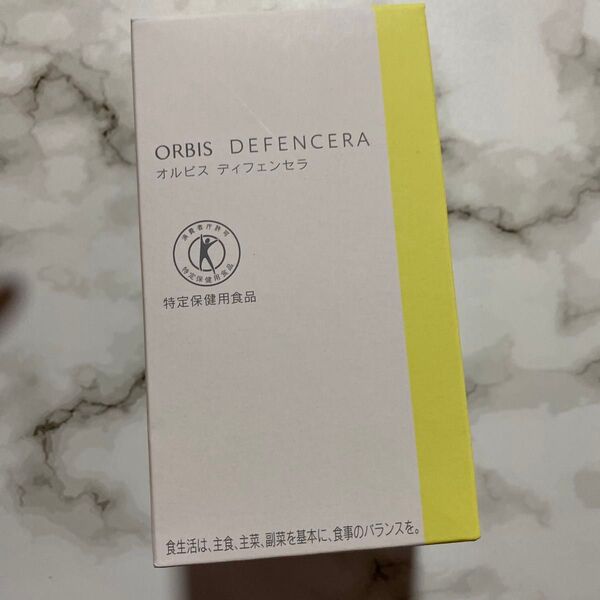 ORBIS DEFENCERA
オルビス ディフェンセラ
消費者庁許可
特定保健用食品
特定保健用食品
食生活は、主食、主菜、副菜を基本に、食事のバランスを。